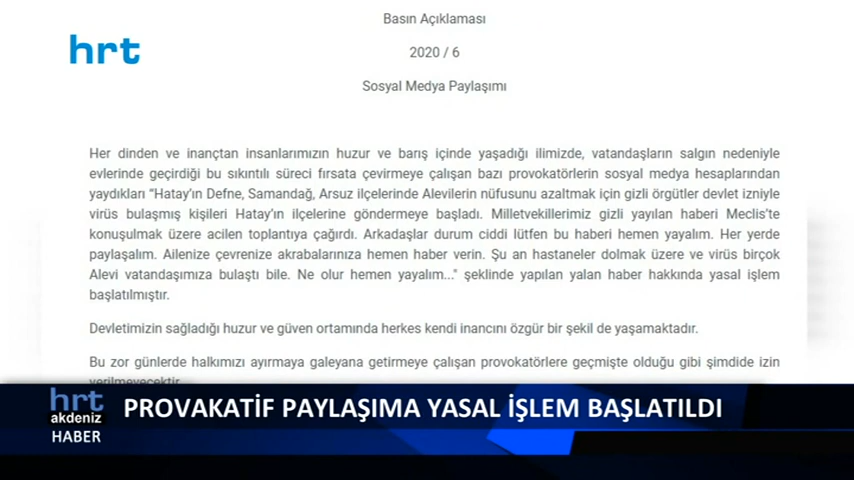 Basın Açıklaması
hrt
2020 / 6
Sosyal Medya Paylaşımı
Her dinden ve inançtan insanlarımızın huzur ve barış içinde yaşadığı ilimizde, vatandaşların salgın nedeniyle
evlerinde geçirdiği bu sıkıntılı süreci fırsata çevirmeye çalışan bazı provokatörlerin sosyal medya hesaplarından
yaydıkları “Hatay’ın Defne, Samandağ, Arsuz ilçelerinde Alevilerin nüfusunu azaltmak için gizli örgütler devlet izniyle
virüs bulaşmış kişileri Hatay’ın ilçelerine göndermeye başladı. Milletvekillerimiz gizli yayılan haberi Meclis’te
konuşulmak üzere acilen toplantıya çağırdı. Arkadaşlar durum ciddi lütfen bu haberi hemen yayalım. Her yerde
paylaşalım. Ailenize çevrenize akrabalarınıza hemen haber verin. Şu an hastaneler dolmak üzere ve virüs birçok
Alevi vatandaşımıza bulaştı bile. Ne olur hemen yayalım..." şeklinde yapılan yalan haber hakkında yasal işlem
başlatılmıştır.
Devletimizin sağladığı huzur ve güven ortamında herkes kendi inancını özgür bir şekil de yaşamaktadır.
Bu zor günlerde halkımızı ayırmaya galeyana getirmeye çalışan provokatörlere geçmişte olduğu gibi şimdide izin
verilmeyecektir
hrt
akdeniz
HABER
PROVAKATİF PAYLAŞIMA YASAL İŞLEM BAŞLATILDI